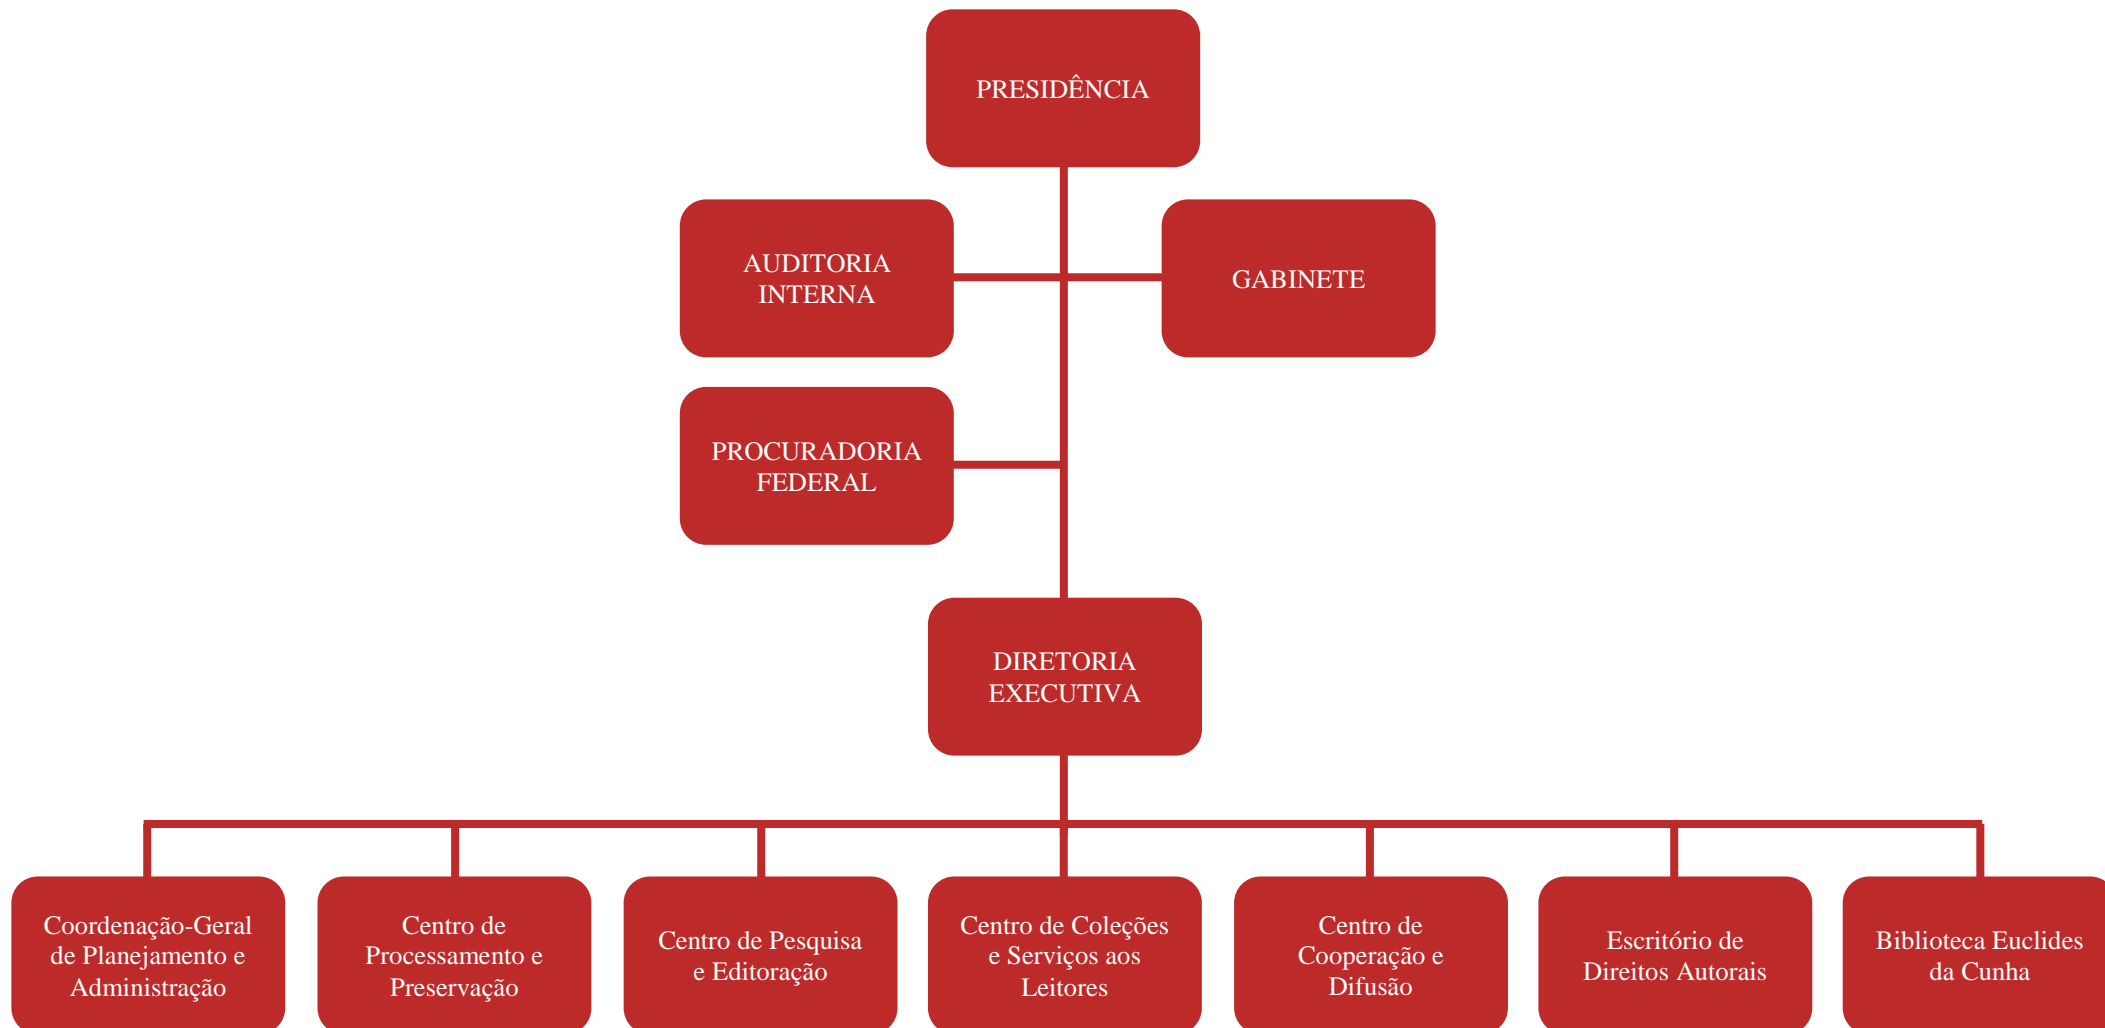 PRESIDÊNCIA
AUDITORIA
INTERNA
GABINETE
PROCURADORIA
FEDERAL
DIRETORIA
EXECUTIVA
Coordenação-Geral
de Planejamento e
Administração
Centro de
Processamento e
Preservação
Centro de Pesquisa
e Editoração
Centro de Coleções
e Serviços aos
Leitores
Centro de
Cooperação e
Difusão
Escritório de
Direitos Autorais
Biblioteca Euclides
da Cunha